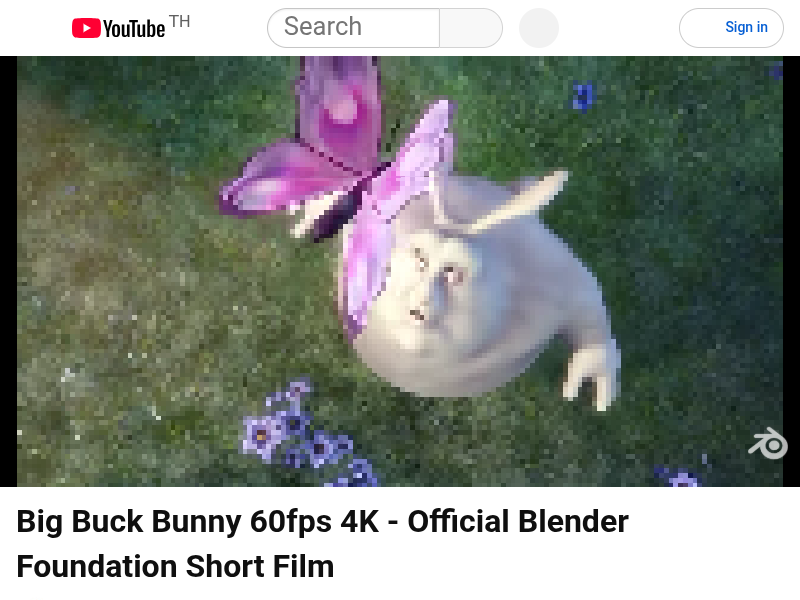 YouTube TH
Search
Sign in
Big Buck Bunny 60fps 4K - Official Blender
Foundation Short Film